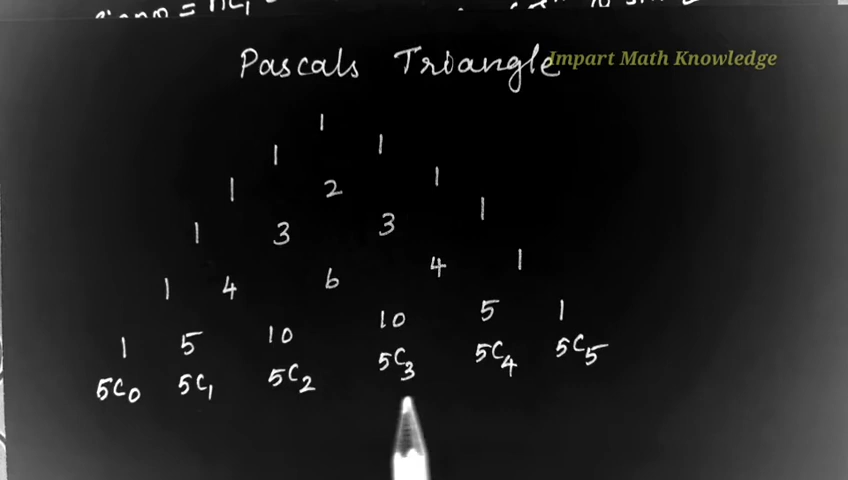 Pascals Triangle
Impart Math Knowledge
1
1 1
1 2 1
1 3 3 1
1 4 6 4 1
1 5 10 10 5 1
5C0 5C1 5C2 5C3 5C4 5C5